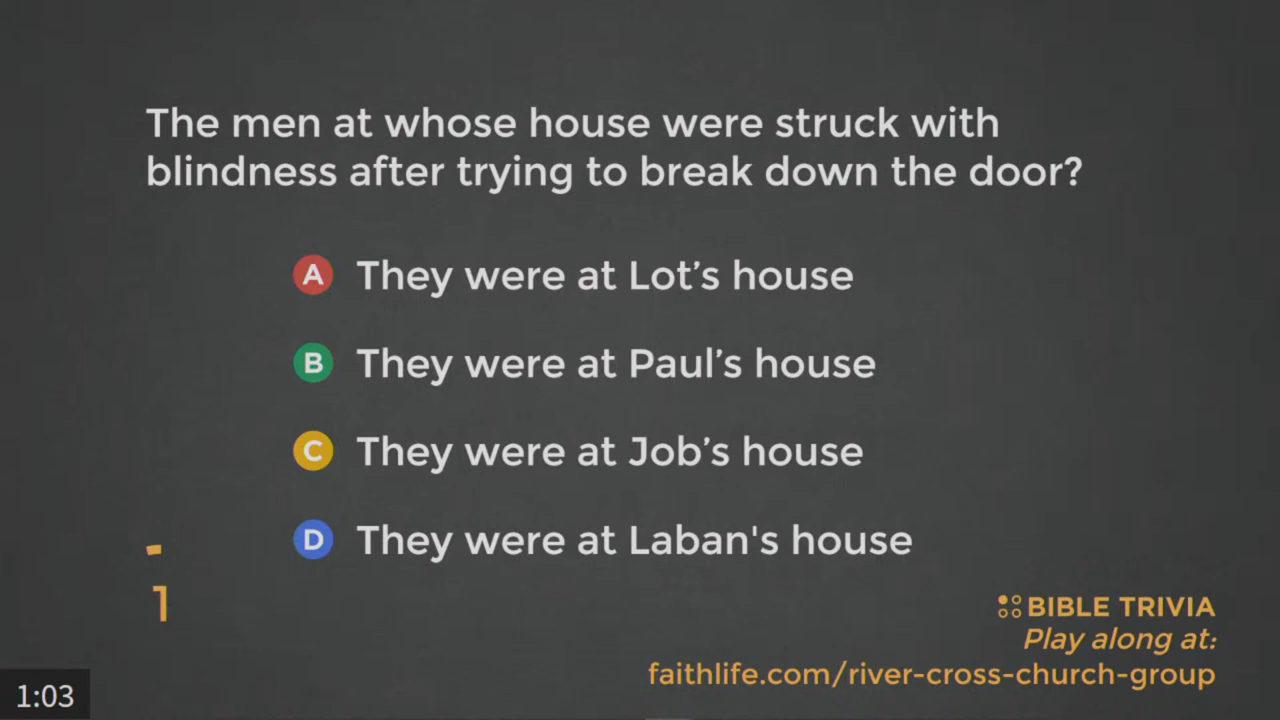 The men at whose house were struck with
blindness after trying to break down the door?
A They were at Lot’s house
B They were at Paul’s house
C They were at Job’s house
D They were at Laban's house
1
BIBLE TRIVIA
Play along at:
faithlife.com/river-cross-church-group
1:03